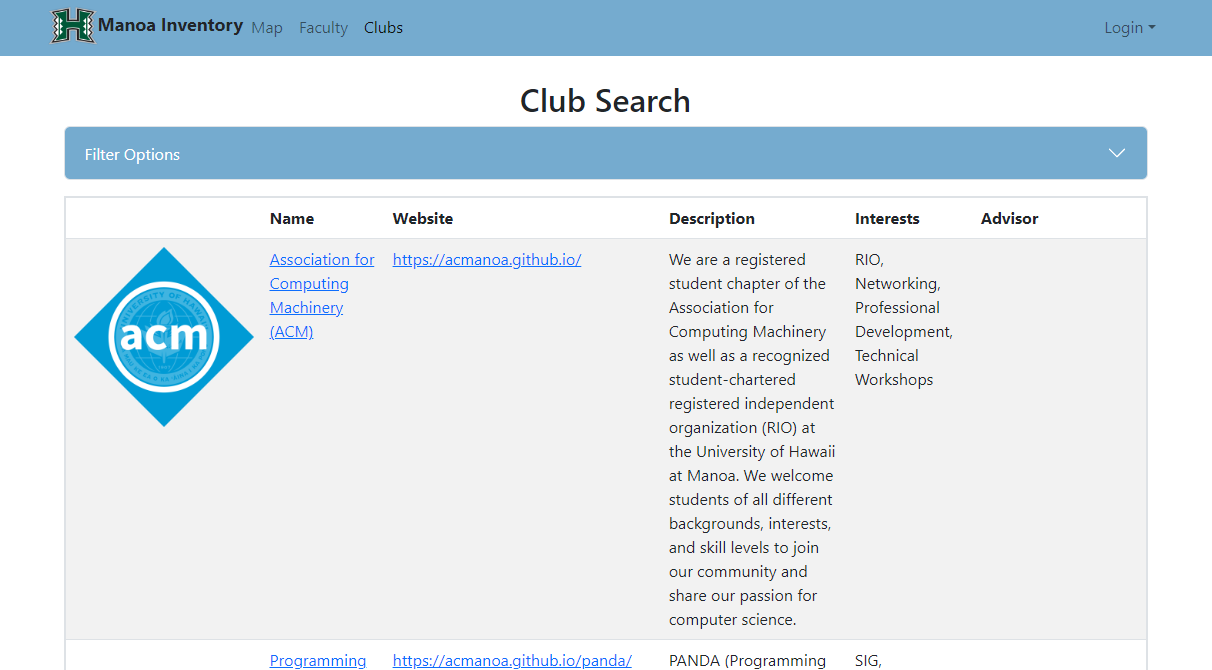 Manoa Inventory Map Faculty Clubs Login
Club Search
Filter Options
Name Website Description Interests Advisor
acm
Association for
Computing
Machinery
(ACM)
https://acmanoa.github.io/
We are a registered
student chapter of the
Association for
Computing Machinery
as well as a recognized
student-chartered
registered independent
organization (RIO) at
the University of Hawaii
at Manoa. We welcome
students of all different
backgrounds, interests,
and skill levels to join
our community and
share our passion for
computer science.
RIO,
Networking,
Professional
Development,
Technical
Workshops
Programming
https://acmanoa.github.io/panda/
PANDA (Programming
SIG,